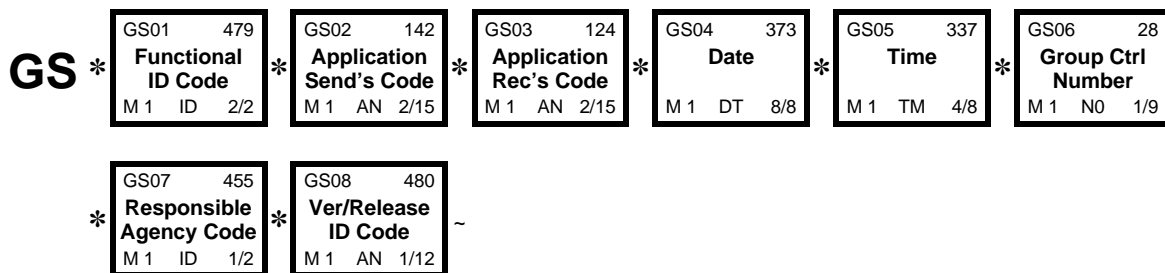 GS01 479 GS02 142 GS03 124 GS04 373 GS05 337 GS06 28
GS * Functional ID Code * Application Send's Code * Application Rec's Code * Date * Time * Group Ctrl Number
M 1 ID 2/2 M 1 AN 2/15 M 1 AN 2/15 M 1 DT 8/8 M 1 TM 4/8 M 1 N0 1/9
GS07 455 GS08 480
* Responsible Agency Code * Ver/Release ID Code ~
M 1 ID 1/2 M 1 AN 1/12